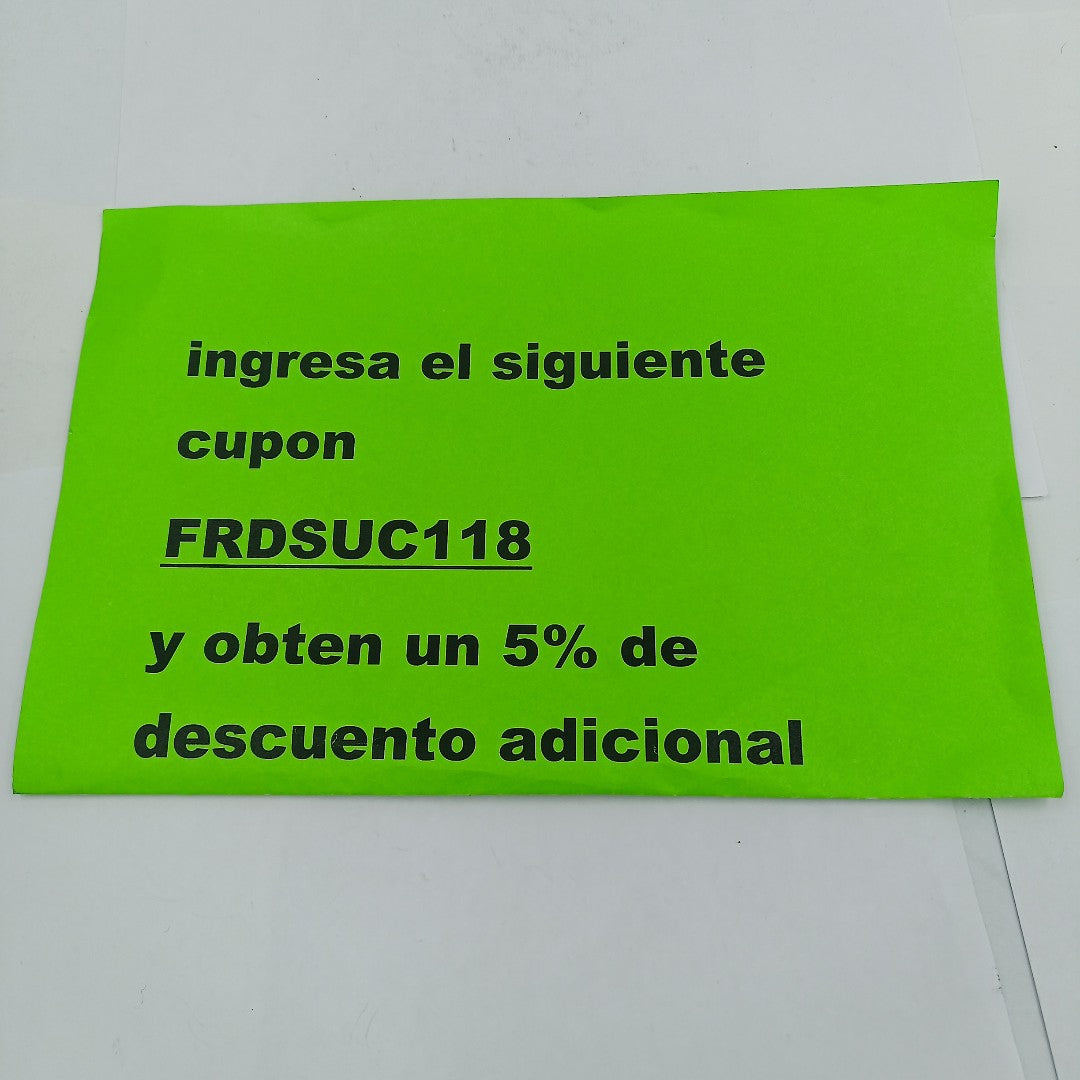 ingresa el siguiente
cupon
FRDSUC118
y obten un 5% de
descuento adicional